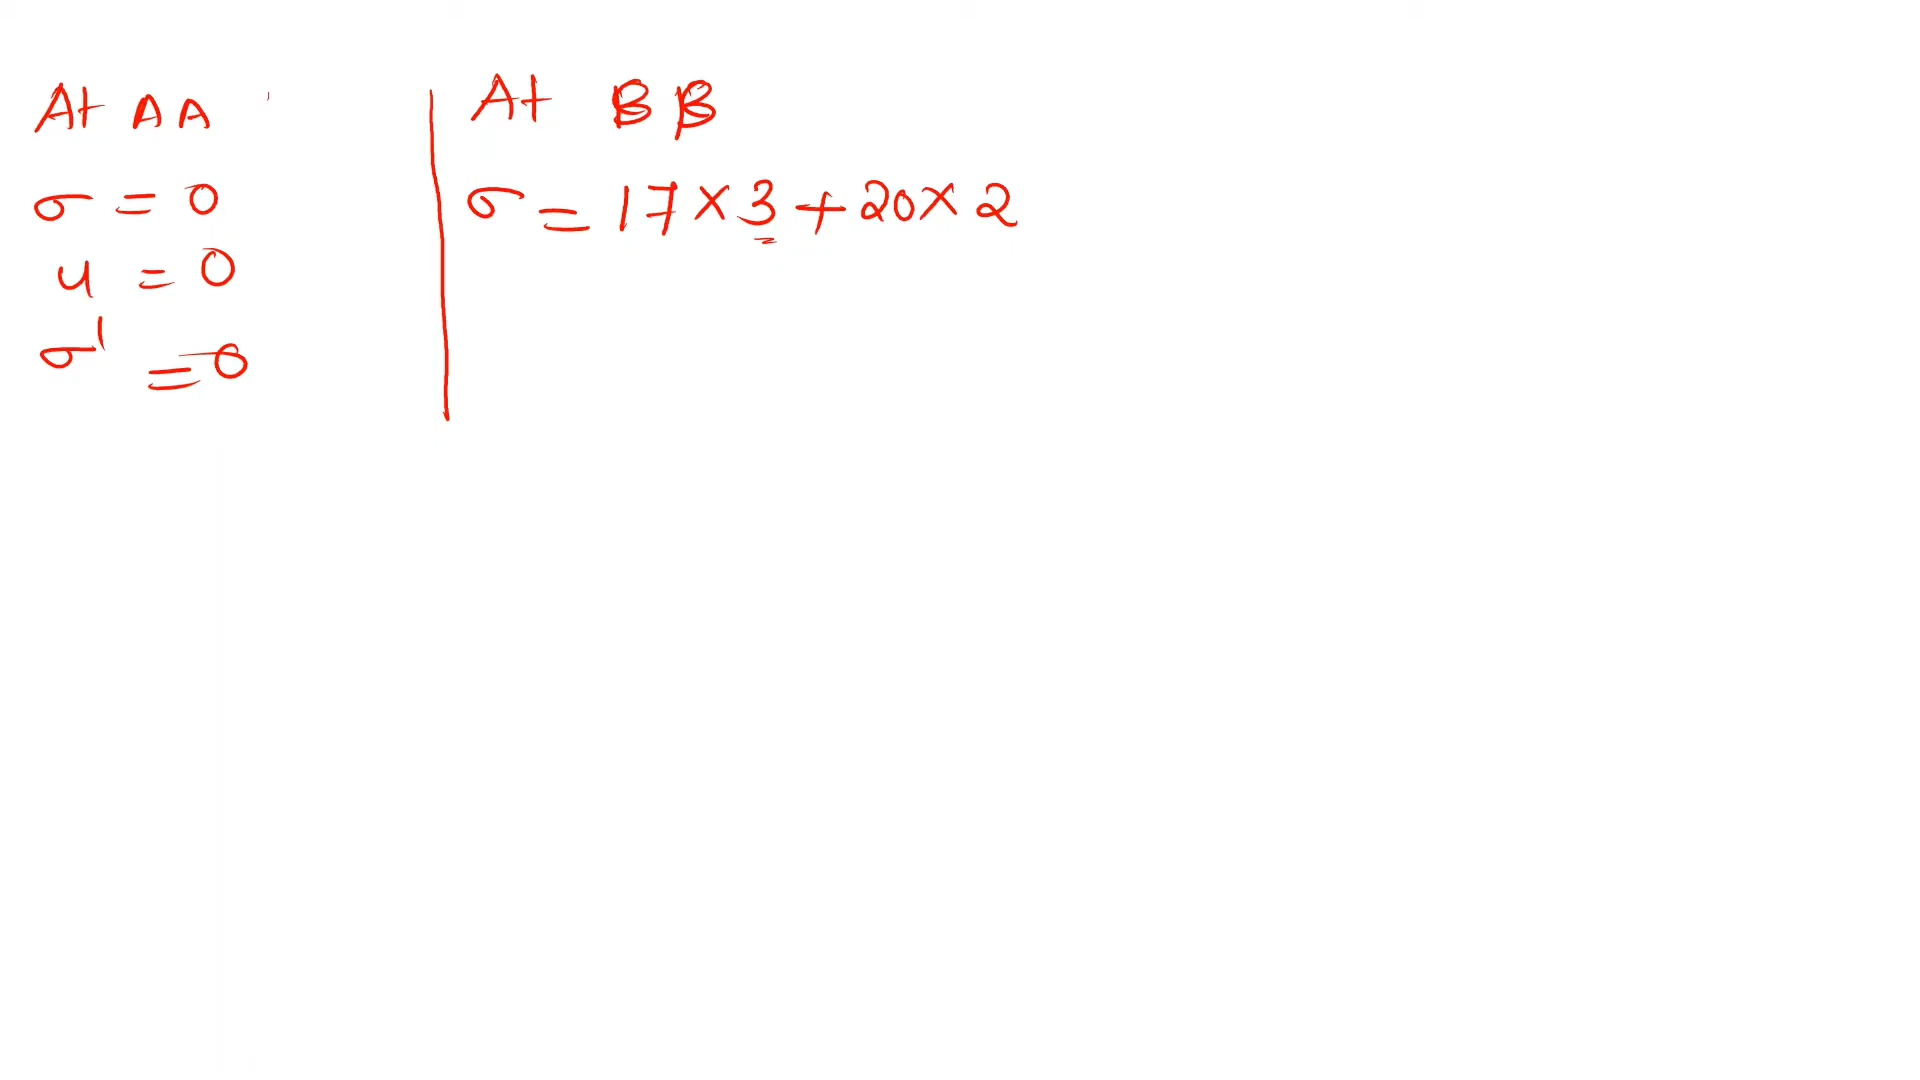 At AA
σ = 0
u = 0
σ' = 0
At BB
σ = 17 × 3 + 20 × 2